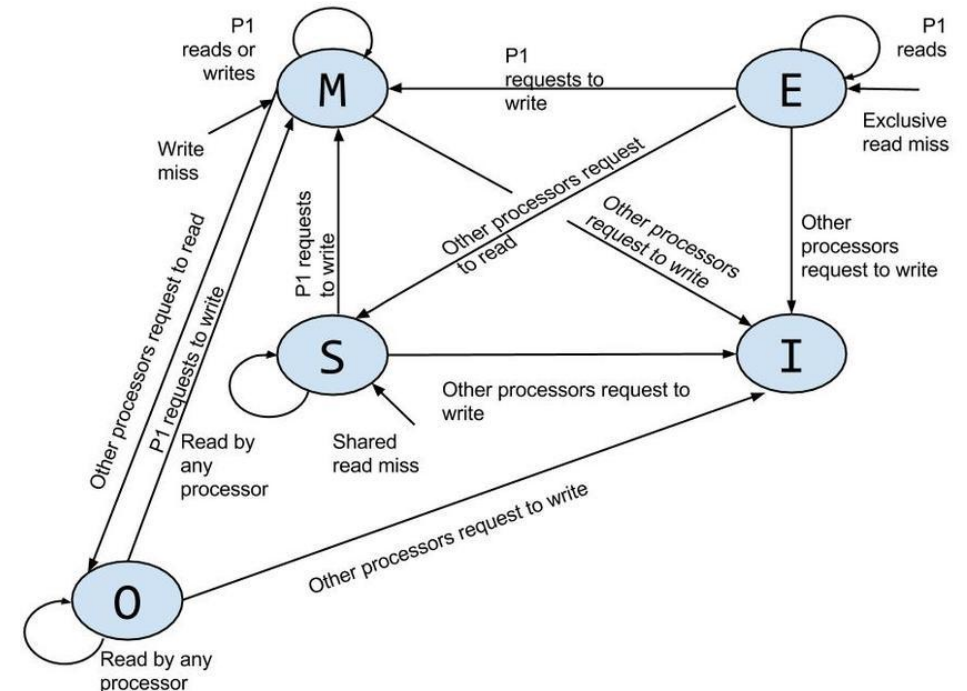 P1
reads or
writes
M
P1
requests to
write
E
P1
reads
Exclusive
read miss
Write
miss
Other processors request to read
P1 requests to write
P1 requests
to write
Other processors request
to read
Other processors
request to write
Other
processors
request to write
S
I
Read by
any
processor
Shared
read miss
Other processors request to
write
Other processors request to write
O
Read by any
processor